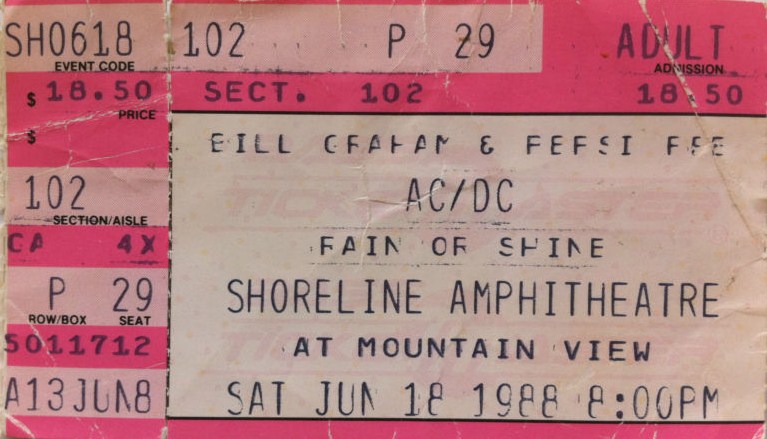 SH0618 102 P 29 ADULT
EVENT CODE ADMISSION
$ 18.50 SECT. 102 18.50
PRICE
$
BILL GRAHAM & PEPSI PRE
102 AC/DC
SECTION/AISLE
CA 4X RAIN OR SHINE
P 29 SHORELINE AMPHITHEATRE
ROW/BOX SEAT
5011712 AT MOUNTAIN VIEW
A13JUN8 SAT JUN 18 1988 8:00PM